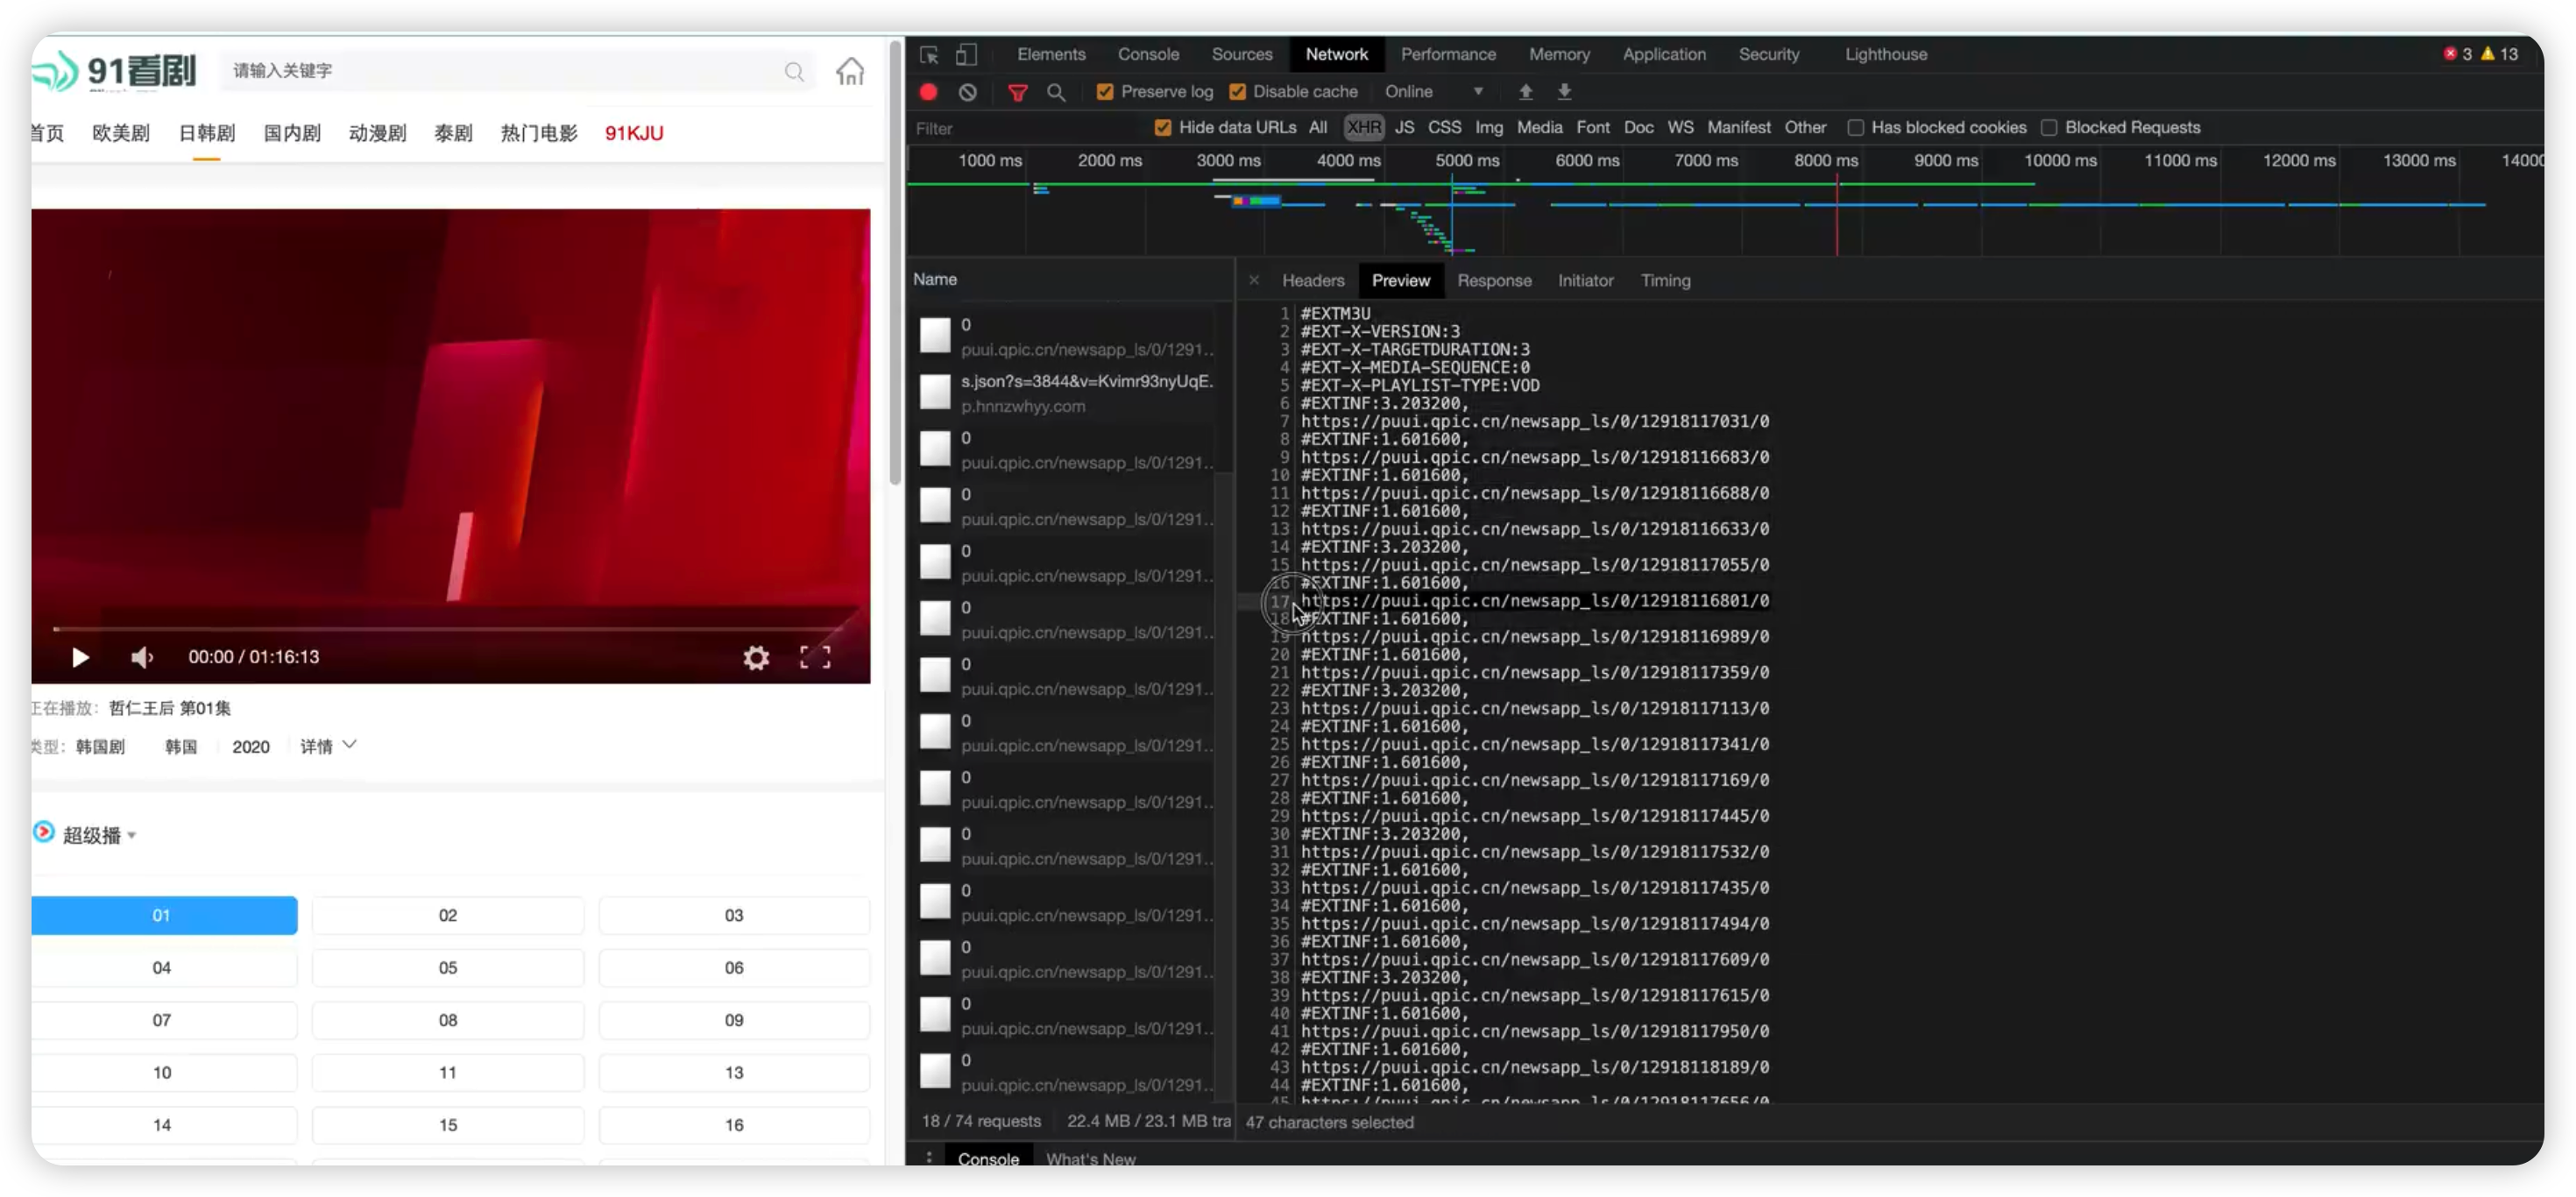 91看剧
请输入关键字
首页 欧美剧 日韩剧 国内剧 动漫剧 泰剧 热门电影 91KJU
00:00 / 01:16:13
正在播放: 哲仁王后 第01集
类型: 韩国剧 韩国 2020 详情
超级播
01 02 03
04 05 06
07 08 09
10 11 13
14 15 16
Elements Console Sources Network Performance Memory Application Security Lighthouse 3 13
Preserve log Disable cache Online
Filter Hide data URLs All XHR JS CSS Img Media Font Doc WS Manifest Other Has blocked cookies Blocked Requests
1000 ms 2000 ms 3000 ms 4000 ms 5000 ms 6000 ms 7000 ms 8000 ms 9000 ms 10000 ms 11000 ms 12000 ms 13000 ms 14000
Name
0
puui.qpic.cn/newsapp_ls/0/1291...
s.json?s=3844&v=Kvimr93nyUqE.
p.hnnzwhyy.com
0
puui.qpic.cn/newsapp_ls/0/1291...
0
puui.qpic.cn/newsapp_ls/0/1291...
0
puui.qpic.cn/newsapp_ls/0/1291...
0
puui.qpic.cn/newsapp_ls/0/1291...
0
puui.qpic.cn/newsapp_ls/0/1291...
0
puui.qpic.cn/newsapp_ls/0/1291...
0
puui.qpic.cn/newsapp_ls/0/1291...
0
puui.qpic.cn/newsapp_ls/0/1291...
0
puui.qpic.cn/newsapp_ls/0/1291...
0
puui.qpic.cn/newsapp_ls/0/1291...
0
puui.qpic.cn/newsapp_ls/0/1291...
0
puui.qpic.cn/newsapp_ls/0/1291...
18 / 74 requests 22.4 MB / 23.1 MB tra
Headers Preview Response Initiator Timing
1 #EXTM3U
2 #EXT-X-VERSION:3
3 #EXT-X-TARGETDURATION:3
4 #EXT-X-MEDIA-SEQUENCE:0
5 #EXT-X-PLAYLIST-TYPE:VOD
6 #EXTINF:3.203200,
7 https://puui.qpic.cn/newsapp_ls/0/12918117031/0
8 #EXTINF:1.601600,
9 https://puui.qpic.cn/newsapp_ls/0/12918116683/0
10 #EXTINF:1.601600,
11 https://puui.qpic.cn/newsapp_ls/0/12918116688/0
12 #EXTINF:1.601600,
13 https://puui.qpic.cn/newsapp_ls/0/12918116633/0
14 #EXTINF:3.203200,
15 https://puui.qpic.cn/newsapp_ls/0/12918117055/0
16 #EXTINF:1.601600,
17 https://puui.qpic.cn/newsapp_ls/0/12918116801/0
18 #EXTINF:1.601600,
19 https://puui.qpic.cn/newsapp_ls/0/12918116989/0
20 #EXTINF:1.601600,
21 https://puui.qpic.cn/newsapp_ls/0/12918117359/0
22 #EXTINF:3.203200,
23 https://puui.qpic.cn/newsapp_ls/0/12918117113/0
24 #EXTINF:1.601600,
25 https://puui.qpic.cn/newsapp_ls/0/12918117341/0
26 #EXTINF:1.601600,
27 https://puui.qpic.cn/newsapp_ls/0/12918117169/0
28 #EXTINF:1.601600,
29 https://puui.qpic.cn/newsapp_ls/0/12918117445/0
30 #EXTINF:3.203200,
31 https://puui.qpic.cn/newsapp_ls/0/12918117532/0
32 #EXTINF:1.601600,
33 https://puui.qpic.cn/newsapp_ls/0/12918117435/0
34 #EXTINF:1.601600,
35 https://puui.qpic.cn/newsapp_ls/0/12918117494/0
36 #EXTINF:1.601600,
37 https://puui.qpic.cn/newsapp_ls/0/12918117609/0
38 #EXTINF:3.203200,
39 https://puui.qpic.cn/newsapp_ls/0/12918117615/0
40 #EXTINF:1.601600,
41 https://puui.qpic.cn/newsapp_ls/0/12918117950/0
42 #EXTINF:1.601600,
43 https://puui.qpic.cn/newsapp_ls/0/12918118189/0
44 #EXTINF:1.601600,
45 https://puui.qpic.cn/newsapp_ls/0/12918117656/0
47 characters selected
Console What's New